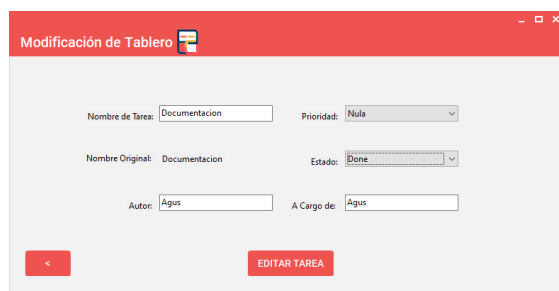 Modificación de Tablero
Nombre de Tarea: Documentacion Prioridad: Nula
Nombre Original: Documentacion Estado: Done
Autor: Agus A Cargo de: Agus
< EDITAR TAREA